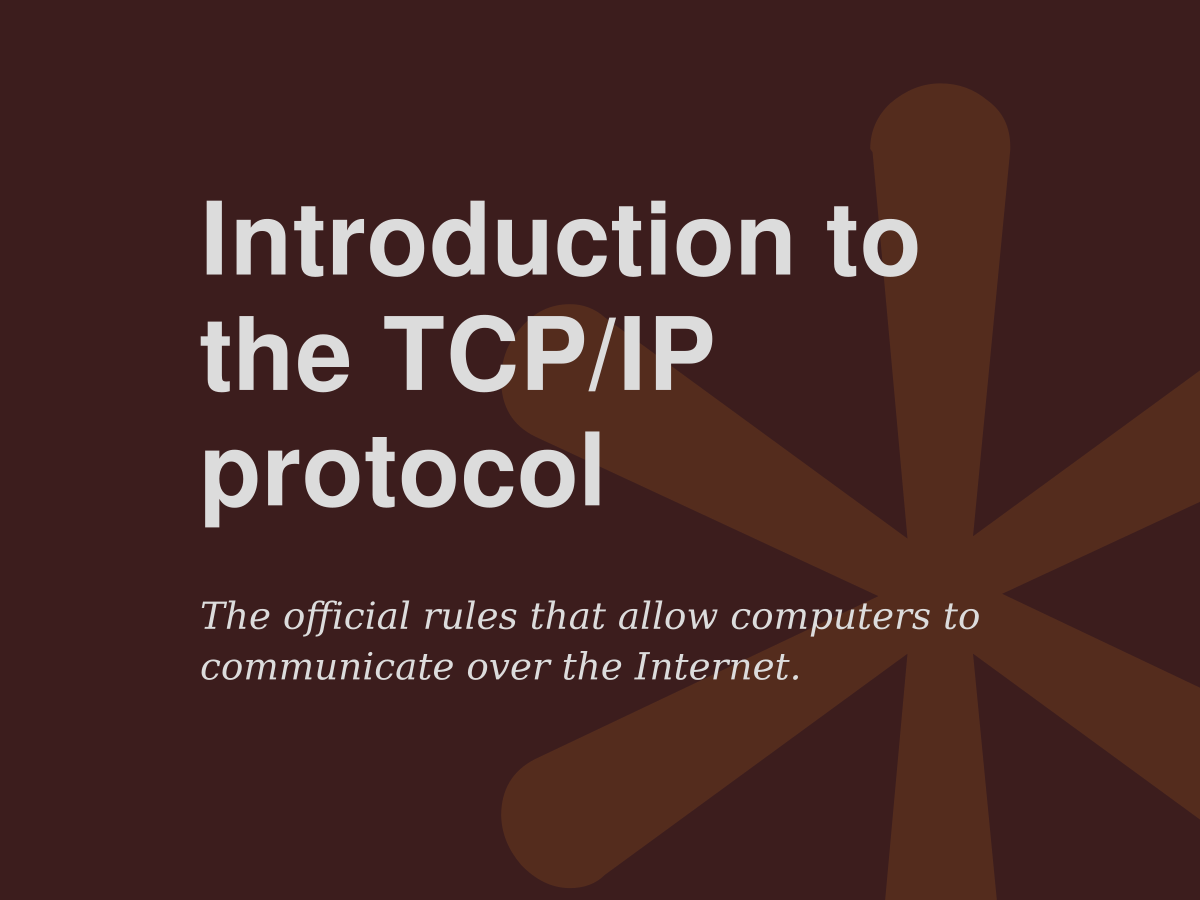 Introduction to
the TCP/IP
protocol
The official rules that allow computers to
communicate over the Internet.